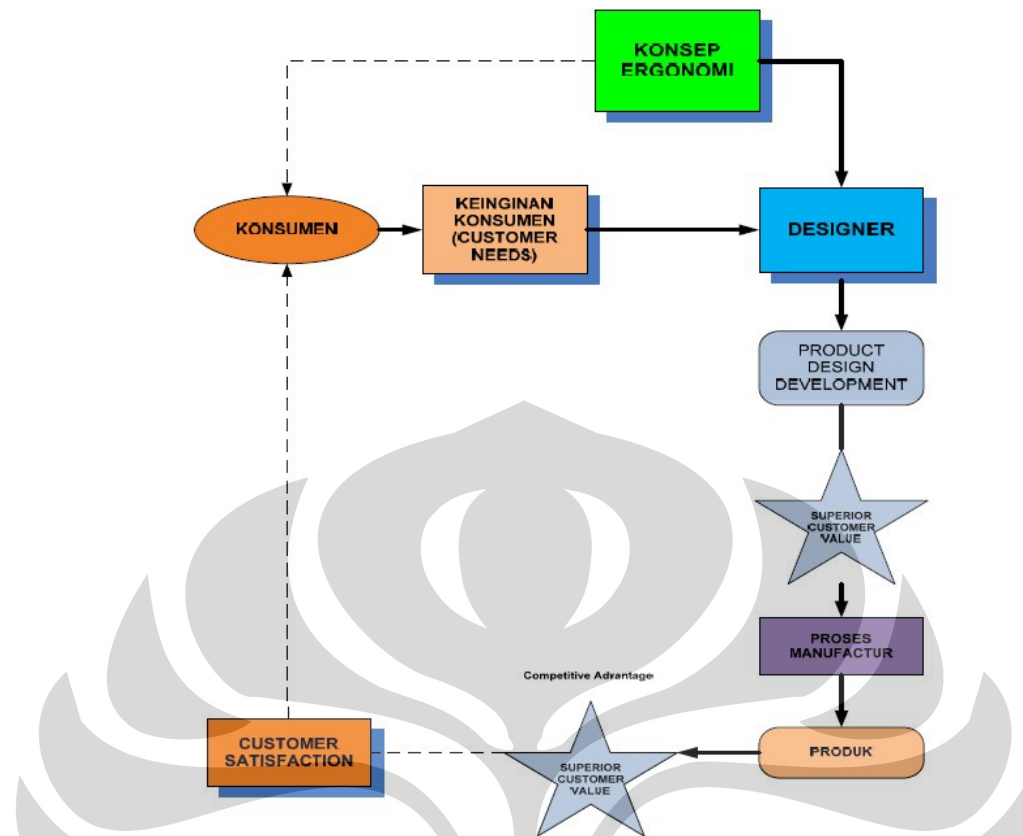 KONSEP
ERGONOMI
KONSUMEN
KEINGINAN
KONSUMEN
(CUSTOMER
NEEDS)
DESIGNER
PRODUCT
DESIGN
DEVELOPMENT
SUPERIOR
CUSTOMER
VALUE
PROSES
MANUFACTUR
Competitive Advantage
CUSTOMER
SATISFACTION
SUPERIOR
CUSTOMER
VALUE
PRODUK